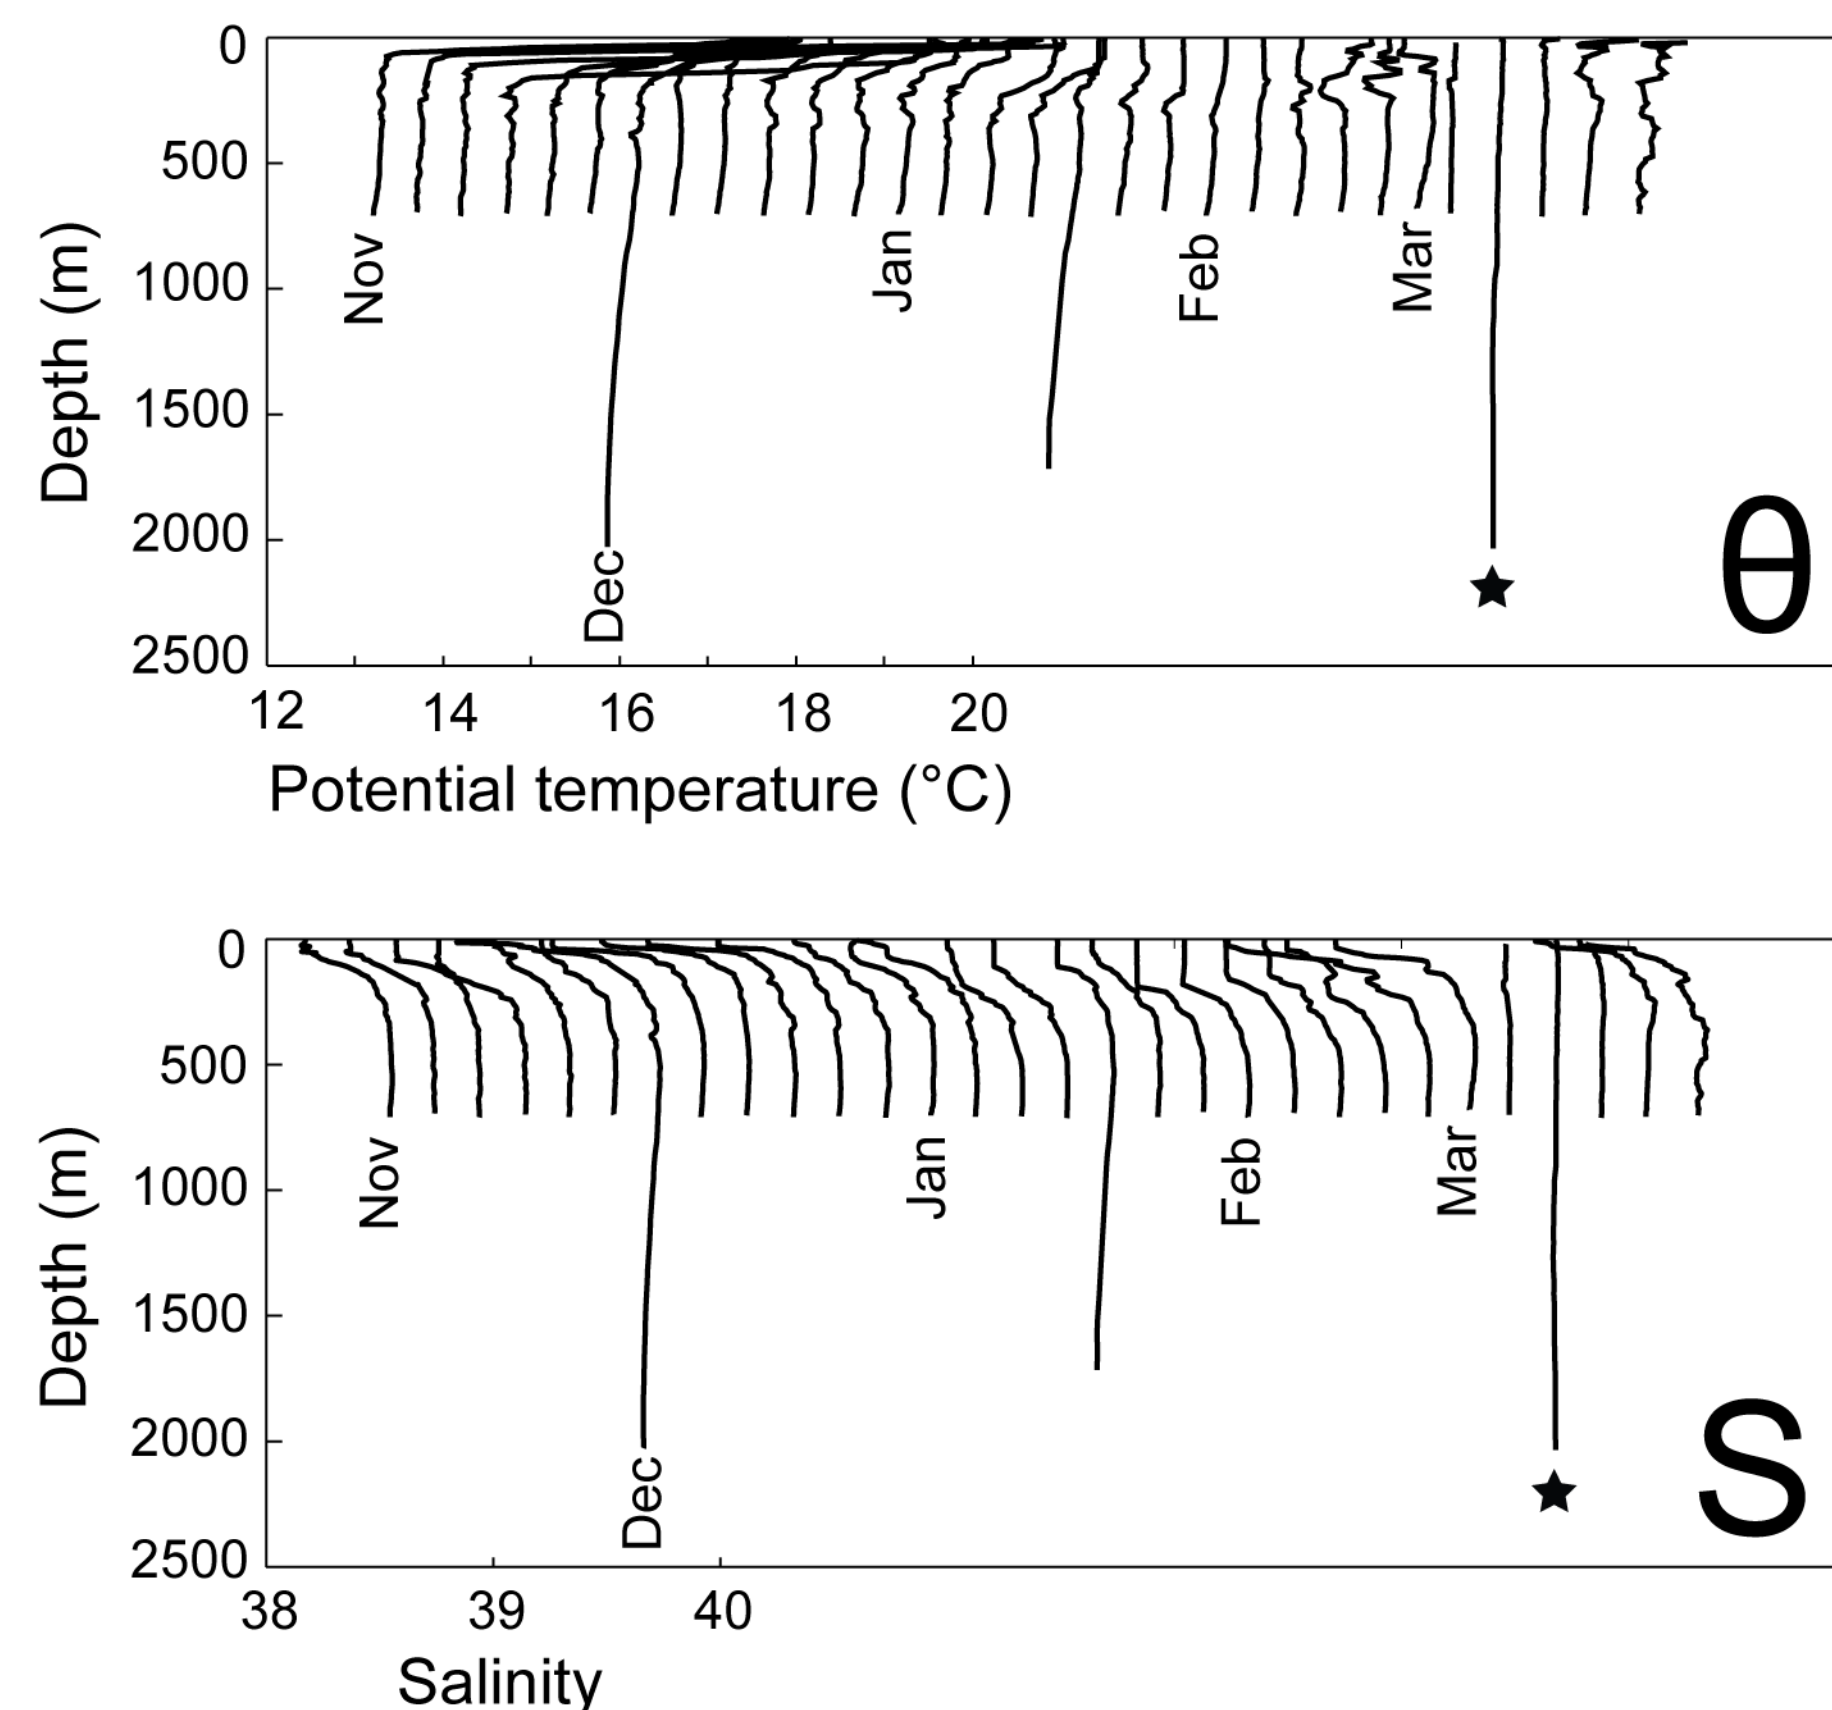 0
500
1000
1500
2000
2500
Depth (m)
Nov
Dec
Jan
Feb
Mar
θ
12 14 16 18 20
Potential temperature (°C)
0
500
1000
1500
2000
2500
Depth (m)
Nov
Dec
Jan
Feb
Mar
S
38 39 40
Salinity